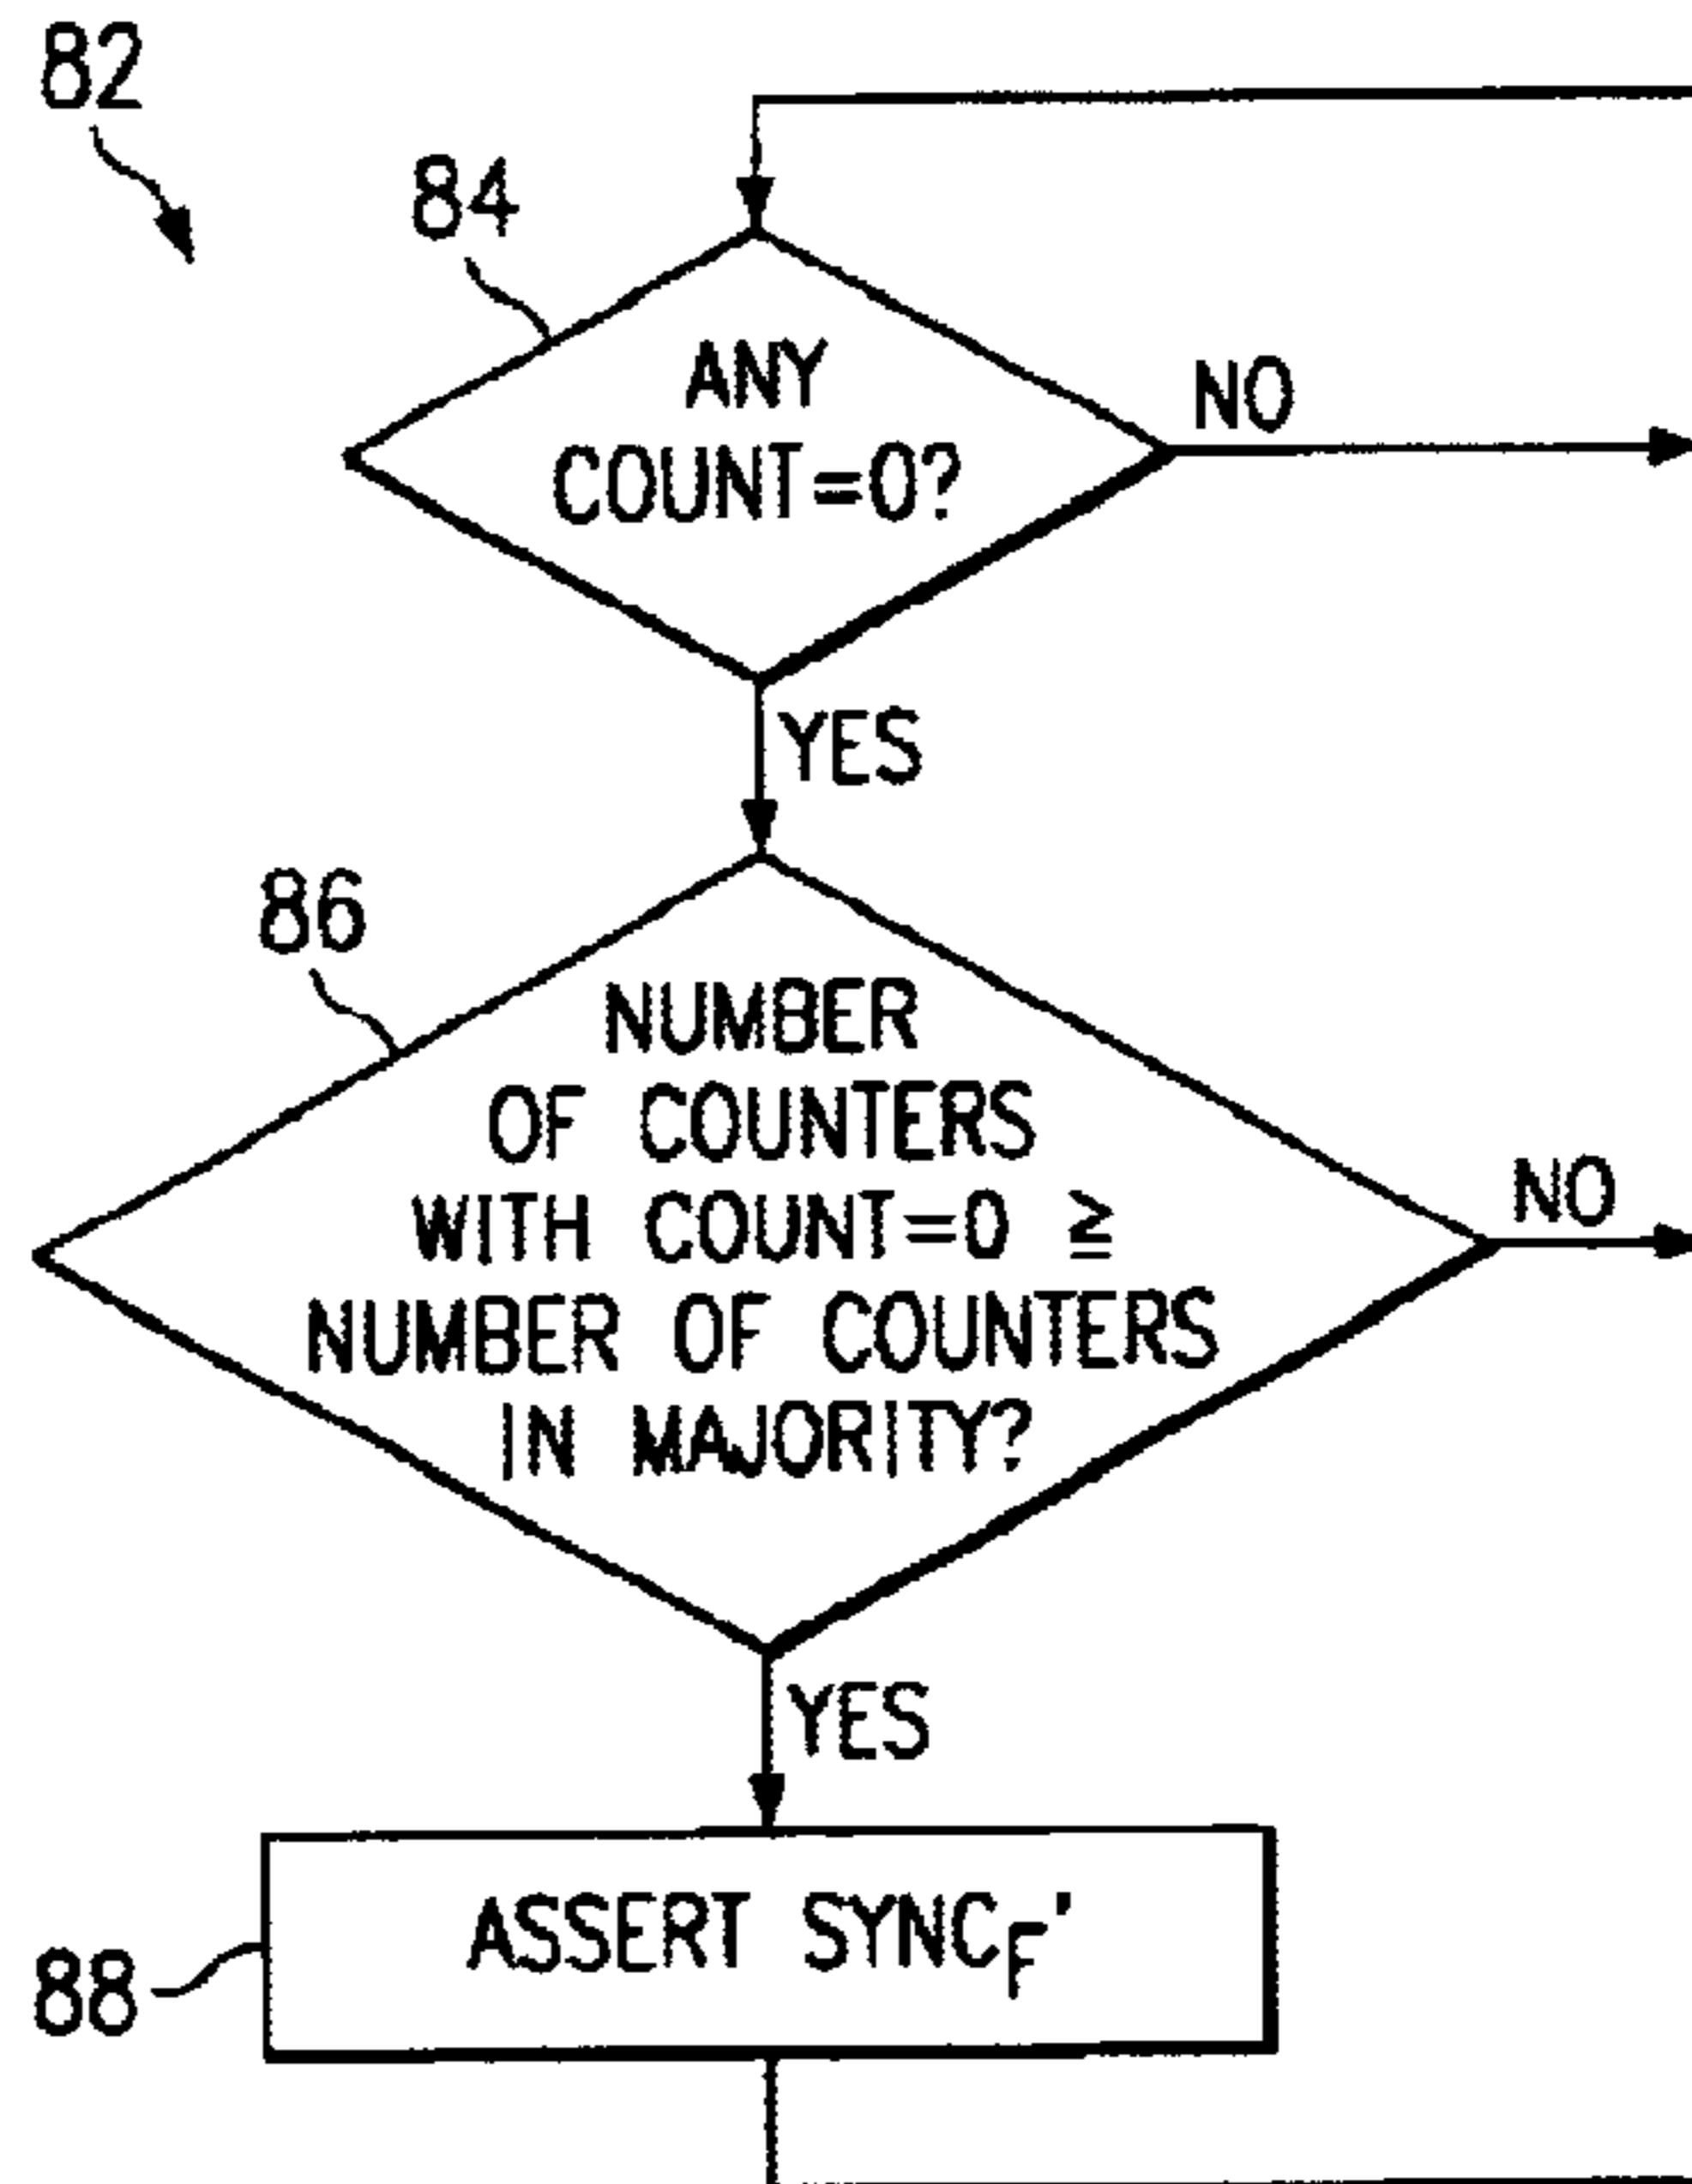 82
84
ANY
COUNT=0?
NO
YES
86
NUMBER
OF COUNTERS
WITH COUNT=0 ≥
NUMBER OF COUNTERS
IN MAJORITY?
NO
YES
ASSERT SYNC_F'
88